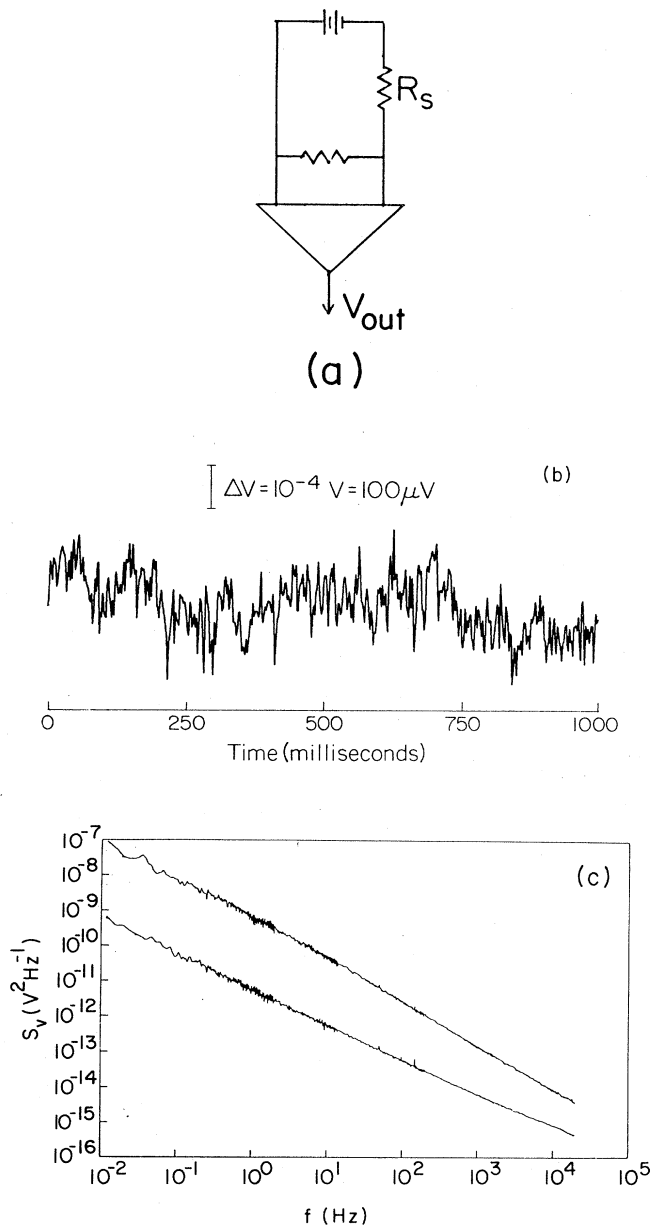 R_S
V_out
(a)
ΔV = 10^-4 V = 100μV
(b)
0 250 500 750 1000
Time (milliseconds)
(c)
10^-7
10^-8
10^-9
10^-10
10^-11
10^-12
10^-13
10^-14
10^-15
10^-16
S_v (V^2 Hz^-1)
10^-2 10^-1 10^0 10^1 10^2 10^3 10^4 10^5
f (Hz)